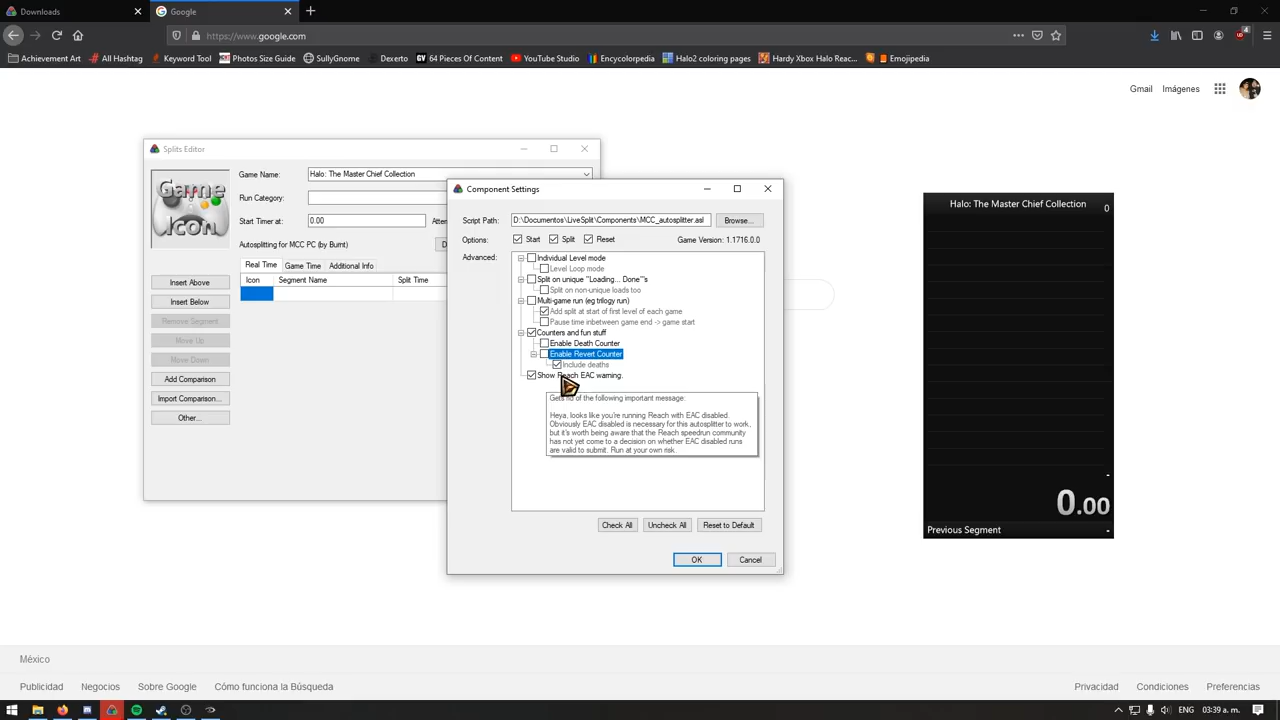 Downloads
Google
https://www.google.com
Achievement Art
All Hashtag
Keyword Tool
Photos Size Guide
SullyGnome
Dexerto
64 Pieces Of Content
YouTube Studio
Encycolorpedia
Halo2 coloring pages
Hardy Xbox Halo Reac...
Emojipedia
Gmail
Imágenes
Splits Editor
Game Icon
Game Name:
Halo: The Master Chief Collection
Run Category:
Start Timer at:
0.00
Autosplitting for MCC PC (by Burnt)
Real Time
Game Time
Additional Info
Icon
Segment Name
Split Time
Insert Above
Insert Below
Remove Segment
Move Up
Move Down
Add Comparison
Import Comparison...
Other...
Component Settings
Script Path:
D:\Documentos\LiveSplit\Components\MCC_autosplitter.asl
Browse...
Options:
Start
Split
Reset
Game Version: 1.1716.0.0
Advanced:
Individual Level mode
Level Loop mode
Split on unique "Loading... Done"'s
Split on non-unique loads too
Multi-game run (eg trilogy run)
Add split at start of first level of each game
Pause time inbetween game end -> game start
Counters and fun stuff
Enable Death Counter
Enable Revert Counter
Include deaths
Show Reach EAC warning.
Gets rid of the following important message.
Heya, looks like you're running Reach with EAC disabled.
Obviously EAC disabled is necessary for this autosplitter to work,
but it's worth being aware that the Reach speedrun community
has not yet come to a decision on whether EAC disabled runs
are valid to submit. Run at your own risk.
Check All
Uncheck All
Reset to Default
OK
Cancel
Halo: The Master Chief Collection
0
-
0.00
Previous Segment
-
México
Publicidad
Negocios
Sobre Google
Cómo funciona la Búsqueda
Privacidad
Condiciones
Preferencias
ENG
03:39 a. m.